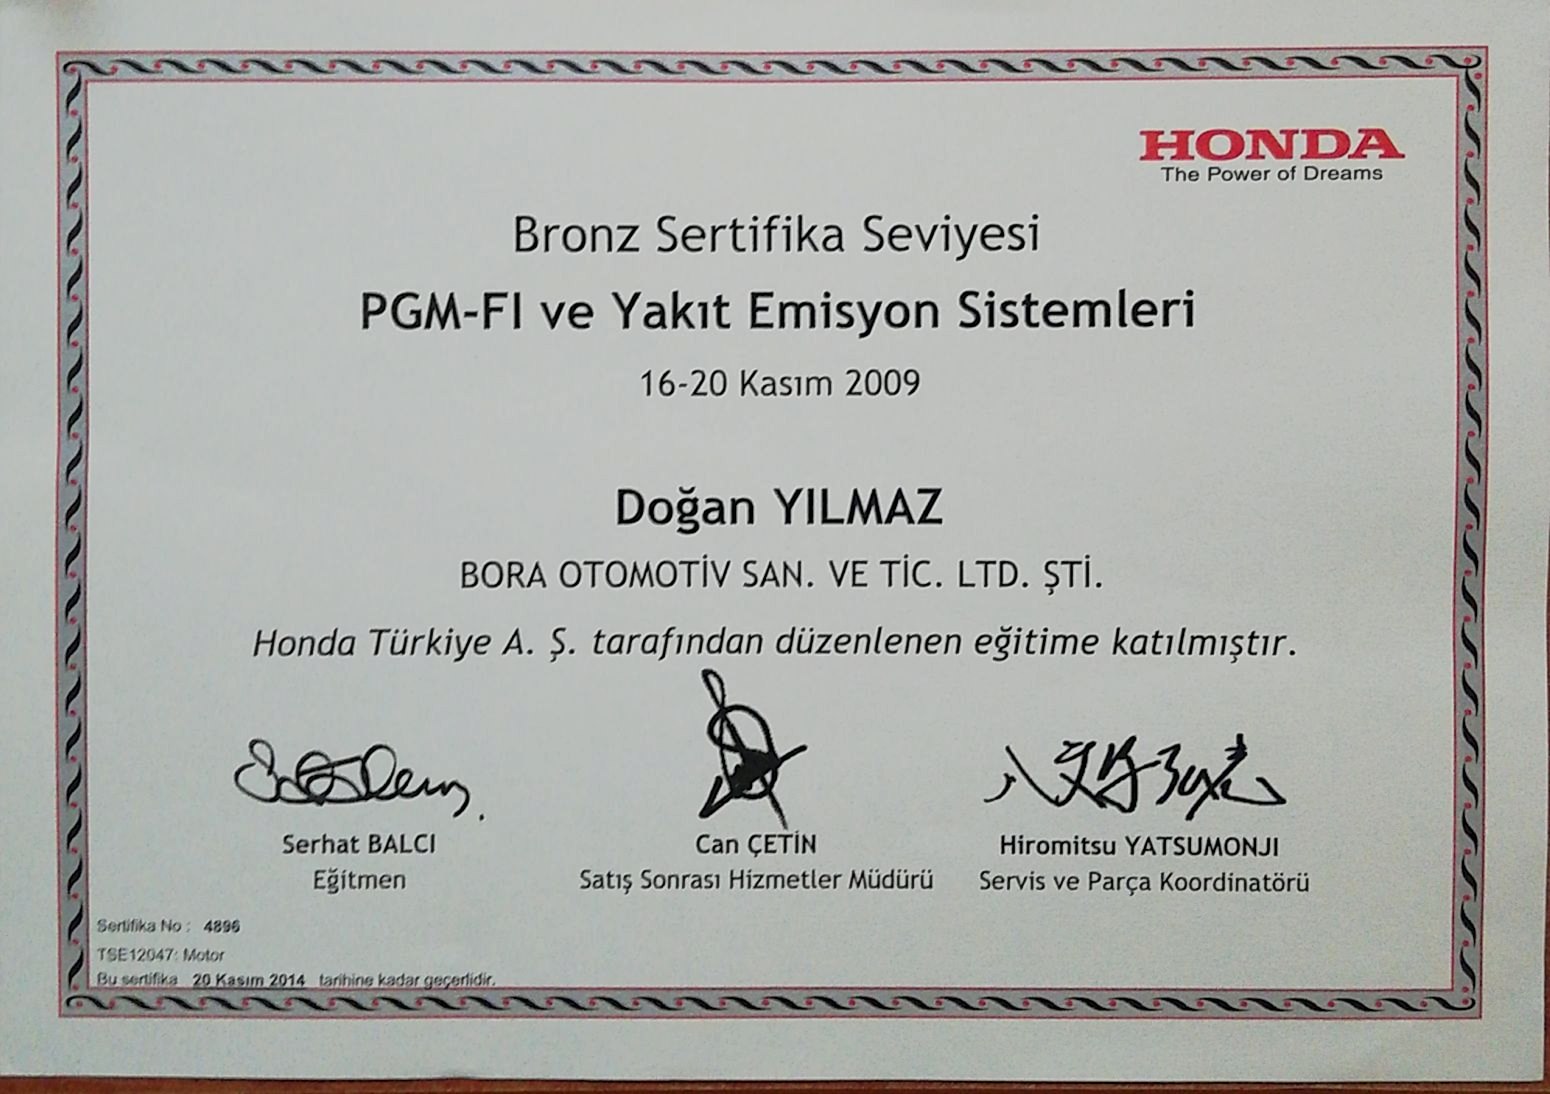 HONDA
The Power of Dreams
Bronz Sertifika Seviyesi
PGM-FI ve Yakıt Emisyon Sistemleri
16-20 Kasım 2009
Doğan YILMAZ
BORA OTOMOTİV SAN. VE TİC. LTD. ŞTİ.
Honda Türkiye A. Ş. tarafından düzenlenen eğitime katılmıştır.
Serhat BALCI Can ÇETİN Hiromitsu YATSUMONJI
Eğitmen Satış Sonrası Hizmetler Müdürü Servis ve Parça Koordinatörü
Sertifika No : 4896
TSE12047: Motor
Bu sertifika 20 Kasım 2014 tarihine kadar geçerlidir.